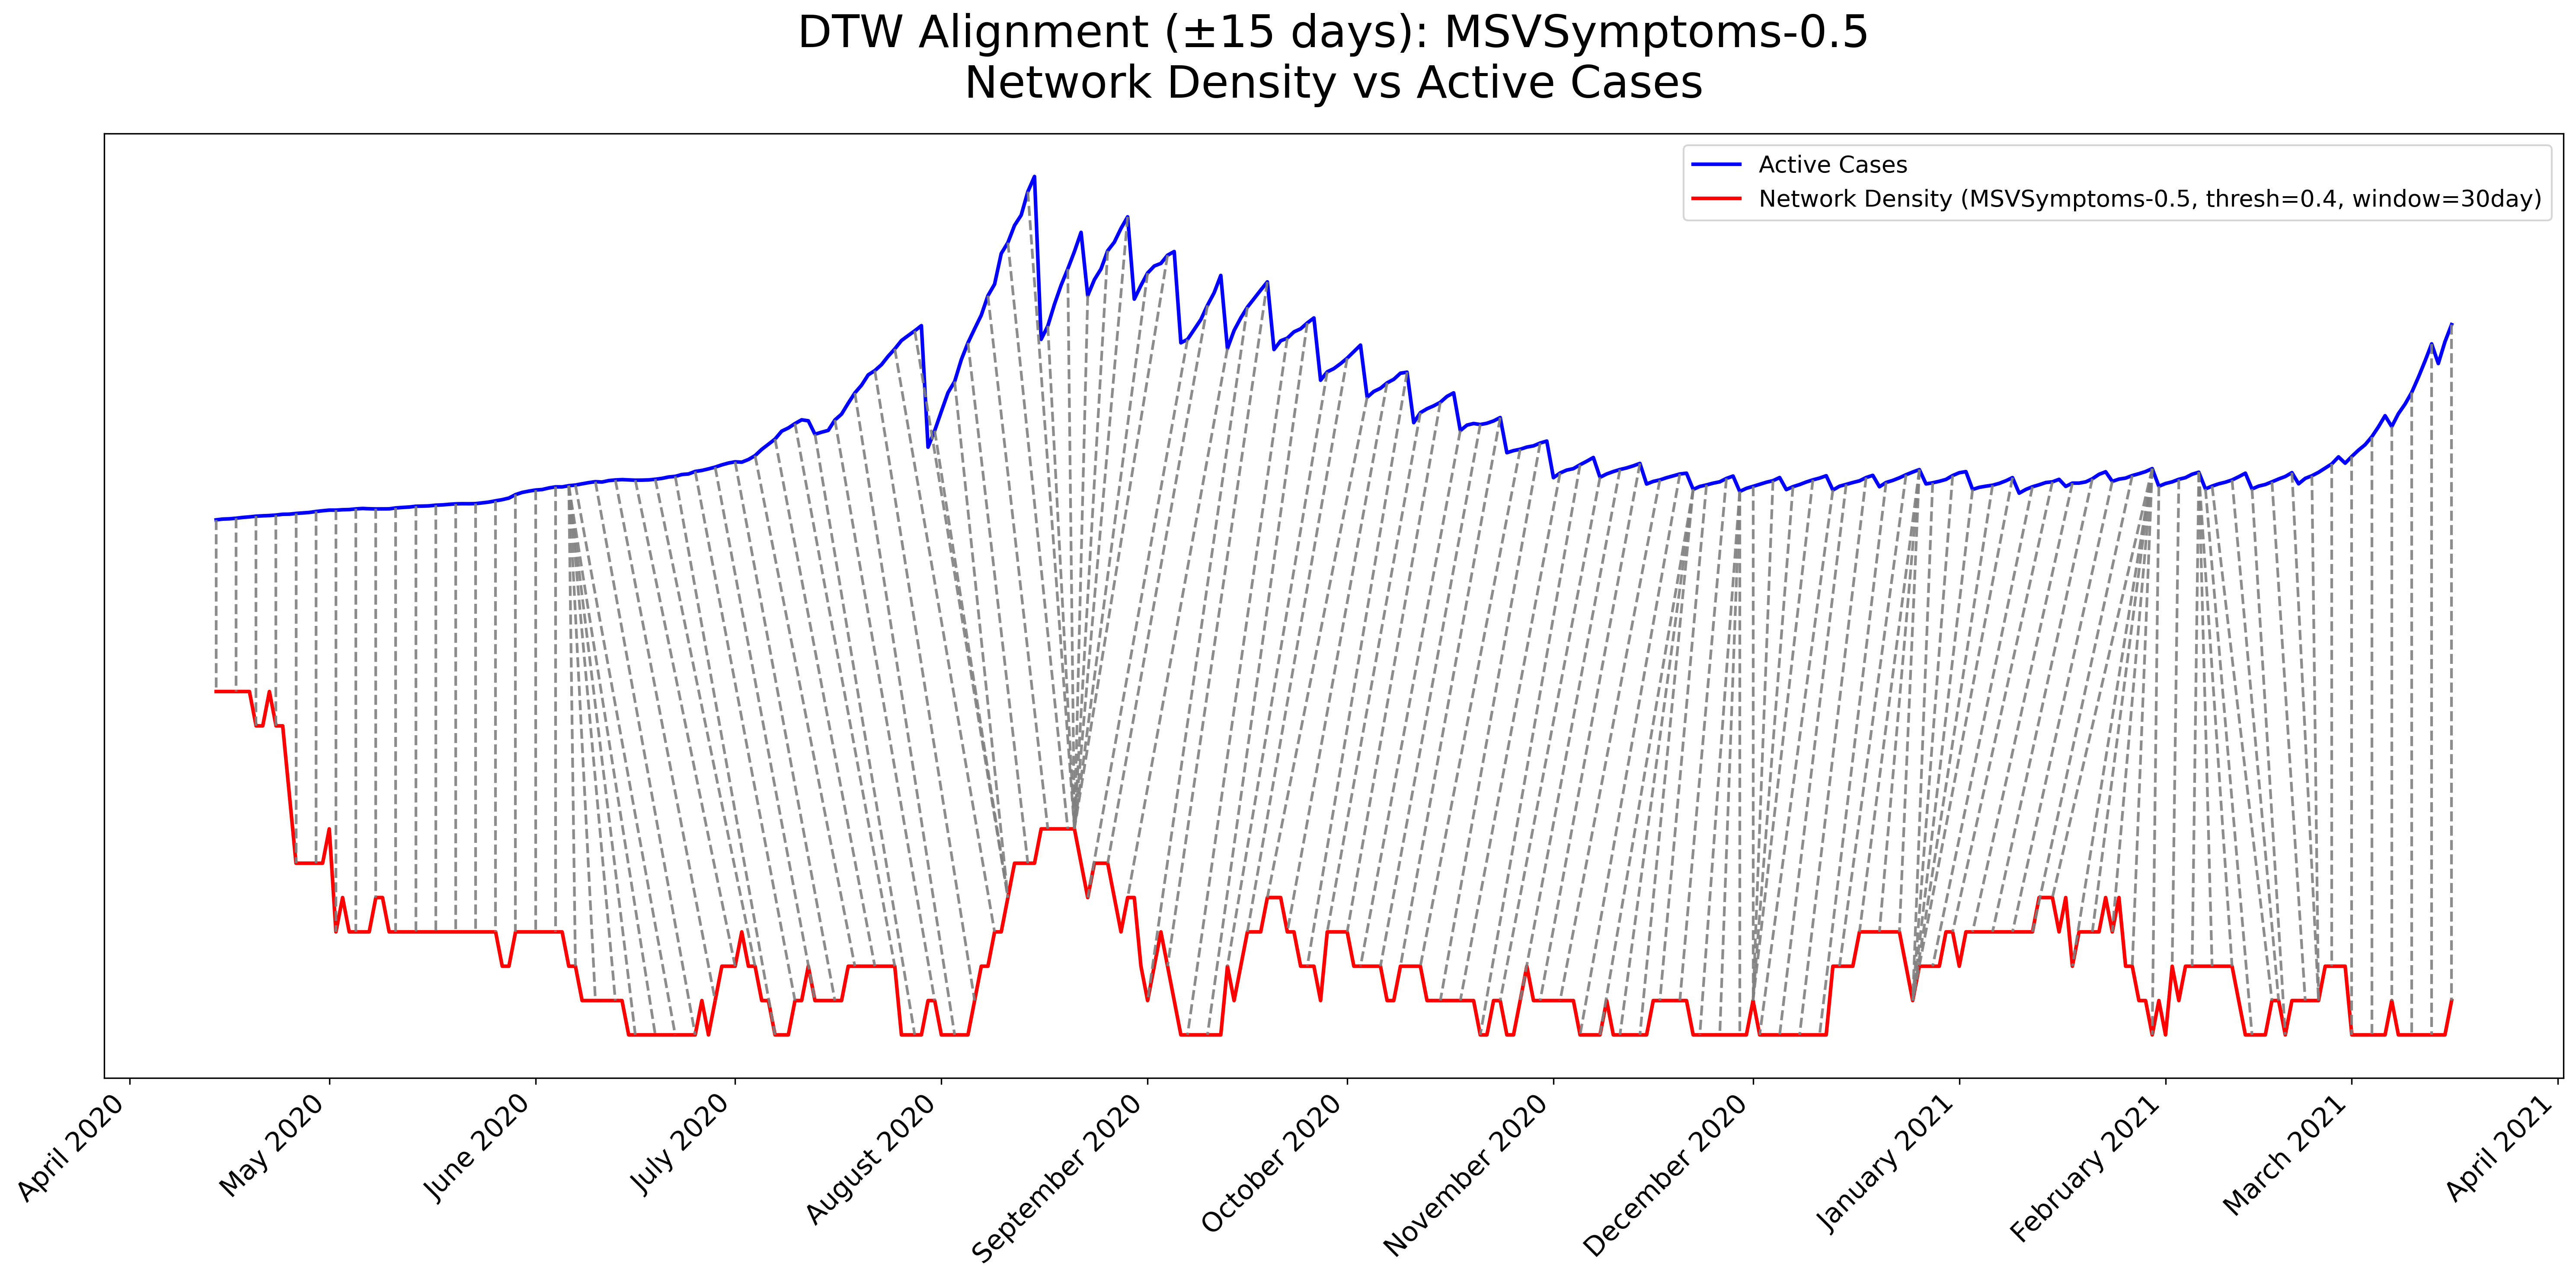 DTW Alignment (±15 days): MSVSymptoms-0.5
Network Density vs Active Cases
Active Cases
Network Density (MSVSymptoms-0.5, thresh=0.4, window=30day)
April 2020
May 2020
June 2020
July 2020
August 2020
September 2020
October 2020
November 2020
December 2020
January 2021
February 2021
March 2021
April 2021